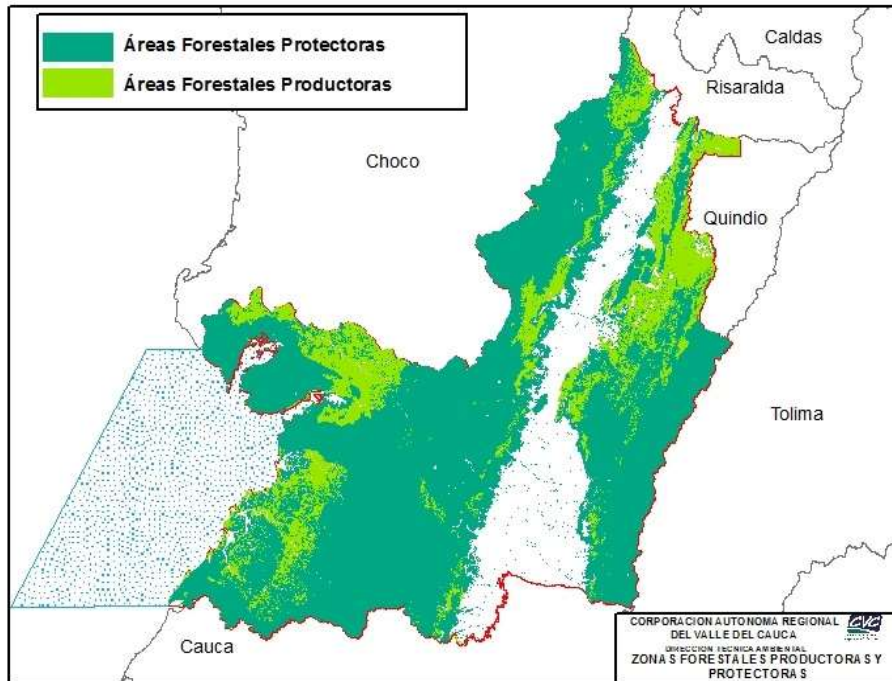 Áreas Forestales Protectoras
Áreas Forestales Productoras
Caldas
Risaralda
Choco
Quindio
Tolima
Cauca
CORPORACION AUTONOMA REGIONAL
DEL VALLE DEL CAUCA
CVC
DIRECCION TECNICA AMBIENTAL
ZONAS FORESTALES PRODUCTORAS Y
PROTECTORAS